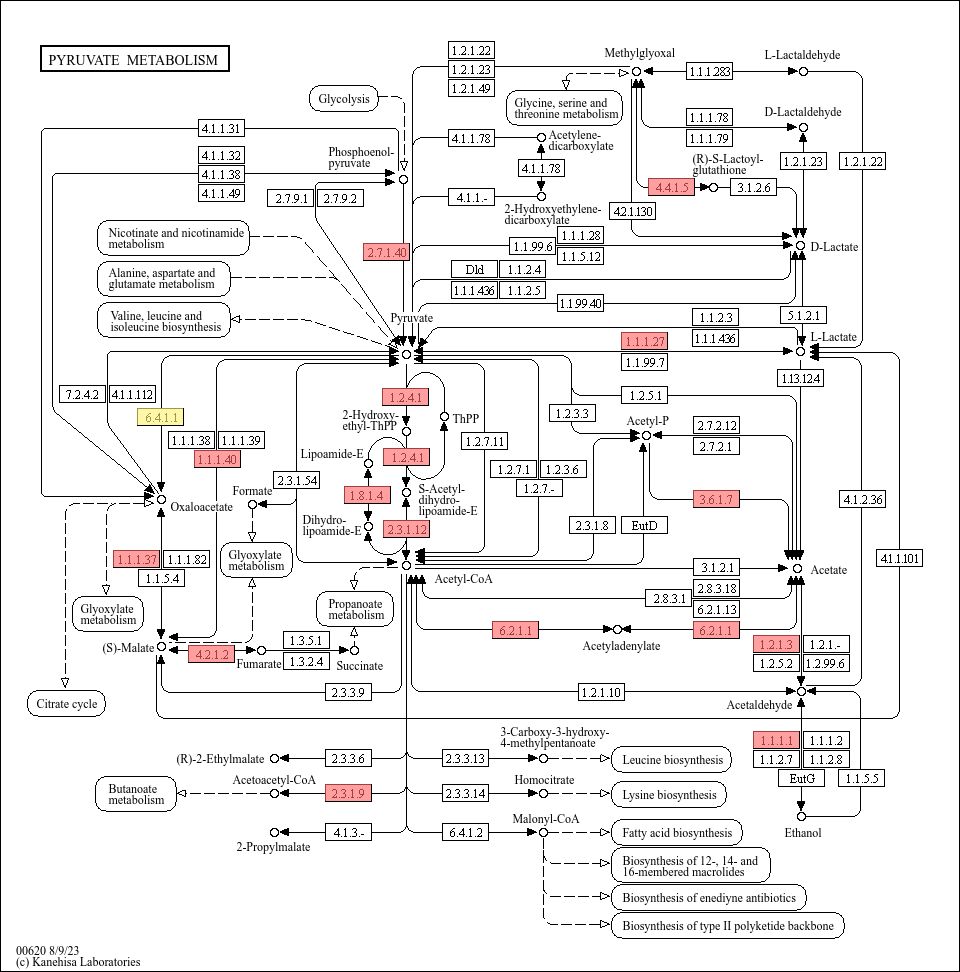 PYRUVATE METABOLISM
1.2.1.22
1.2.1.23
1.2.1.49
Methylglyoxal
1.1.1.283
L-Lactaldehyde
Glycolysis
Glycine, serine and
threonine metabolism
1.1.1.78
1.1.1.79
D-Lactaldehyde
4.1.1.31
4.1.1.32
4.1.1.38
4.1.1.49
Phosphoenol-
pyruvate
4.1.1.78
Acetylene-
dicarboxylate
4.1.1.78
(R)-S-Lactoyl-
glutathione
1.2.1.23
1.2.1.22
2.7.9.1
2.7.9.2
4.1.1.-
2-Hydroxyethylene-
dicarboxylate
4.4.1.5
3.1.2.6
4.2.1.130
Nicotinate and nicotinamide
metabolism
2.7.1.40
1.1.99.6
1.1.1.28
1.1.5.12
D-Lactate
Alanine, aspartate and
glutamate metabolism
Dld
1.1.2.4
1.1.1.436
1.1.2.5
1.1.99.40
Valine, leucine and
isoleucine biosynthesis
Pyruvate
1.1.2.3
1.1.1.436
5.1.2.1
1.1.1.27
1.1.99.7
L-Lactate
1.13.12.4
7.2.4.2
4.1.1.112
6.4.1.1
1.2.4.1
1.2.5.1
2-Hydroxy-
ethyl-ThPP
ThPP
1.2.3.3
Acetyl-P
2.7.2.12
2.7.2.1
1.1.1.38
1.1.1.39
1.1.1.40
Lipoamide-E
1.2.4.1
1.2.7.11
1.2.7.1
1.2.3.6
1.2.7.-
2.3.1.54
Formate
1.8.1.4
S-Acetyl-
dihydro-
lipoamide-E
3.6.1.7
4.1.2.36
Oxaloacetate
Dihydro-
lipoamide-E
2.3.1.12
2.3.1.8
EutD
1.1.1.37
1.1.1.82
1.1.5.4
Glyoxylate
metabolism
4.1.1.101
Acetyl-CoA
3.1.2.1
Acetate
Glyoxylate
metabolism
Propanoate
metabolism
2.8.3.1
2.8.3.18
6.2.1.13
6.2.1.1
6.2.1.1
Acetyladenylate
(S)-Malate
4.2.1.2
Fumarate
1.3.5.1
1.3.2.4
Succinate
1.2.1.3
1.2.1.-
1.2.5.2
1.2.99.6
Citrate cycle
2.3.3.9
1.2.1.10
Acetaldehyde
(R)-2-Ethylmalate
2.3.3.6
2.3.3.13
3-Carboxy-3-hydroxy-
4-methylpentanoate
Leucine biosynthesis
1.1.1.1
1.1.1.2
1.1.2.7
1.1.2.8
EutG
1.1.5.5
Butanoate
metabolism
Acetoacetyl-CoA
2.3.1.9
2.3.3.14
Homocitrate
Lysine biosynthesis
2-Propylmalate
4.1.3.-
6.4.1.2
Malonyl-CoA
Fatty acid biosynthesis
Ethanol
Biosynthesis of 12-, 14- and
16-membered macrolides
Biosynthesis of enediyne antibiotics
Biosynthesis of type II polyketide backbone
00620 8/9/23
(c) Kanehisa Laboratories